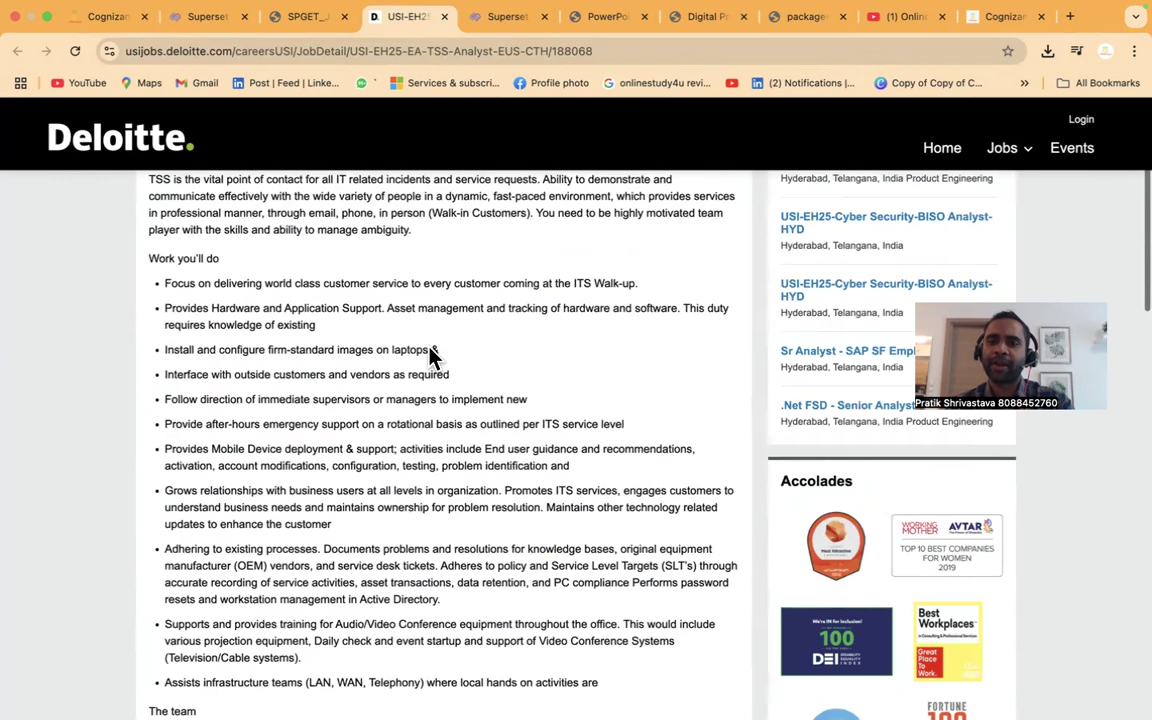 Cogniza
Superset
SPGET_J
USI-EH25
Superset
PowerPo
Digital P
package
(1) Onlin
Cogniza
usijobs.deloitte.com/careersUSI/JobDetail/USI-EH25-EA-TSS-Analyst-EUS-CTH/188068
YouTube
Maps
Gmail
Post | Feed | Linke...
Services & subscri...
Profile photo
onlinestudy4u revi...
(2) Notifications |...
Copy of Copy of C...
»
All Bookmarks
Deloitte.
Login
Home
Jobs
Events
TSS is the vital point of contact for all IT related incidents and service requests. Ability to demonstrate and
communicate effectively with the wide variety of people in a dynamic, fast-paced environment, which provides services
in professional manner, through email, phone, in person (Walk-in Customers). You need to be highly motivated team
player with the skills and ability to manage ambiguity.
Work you'll do
• Focus on delivering world class customer service to every customer coming at the ITS Walk-up.
• Provides Hardware and Application Support. Asset management and tracking of hardware and software. This duty
requires knowledge of existing
• Install and configure firm-standard images on laptops &
• Interface with outside customers and vendors as required
• Follow direction of immediate supervisors or managers to implement new
• Provide after-hours emergency support on a rotational basis as outlined per ITS service level
• Provides Mobile Device deployment & support; activities include End user guidance and recommendations,
activation, account modifications, configuration, testing, problem identification and
• Grows relationships with business users at all levels in organization. Promotes ITS services, engages customers to
understand business needs and maintains ownership for problem resolution. Maintains other technology related
updates to enhance the customer
• Adhering to existing processes. Documents problems and resolutions for knowledge bases, original equipment
manufacturer (OEM) vendors, and service desk tickets. Adheres to policy and Service Level Targets (SLT's) through
accurate recording of service activities, asset transactions, data retention, and PC compliance Performs password
resets and workstation management in Active Directory.
• Supports and provides training for Audio/Video Conference equipment throughout the office. This would include
various projection equipment, Daily check and event startup and support of Video Conference Systems
(Television/Cable systems).
• Assists infrastructure teams (LAN, WAN, Telephony) where local hands on activities are
The team
Hyderabad, Telangana, India Product Engineering
USI-EH25-Cyber Security-BISO Analyst-
HYD
Hyderabad, Telangana, India
USI-EH25-Cyber Security-BISO Analyst-
HYD
Hyderabad, Telangana, India
Sr Analyst - SAP SF Empl
Hyderabad, Telangana, India
.Net FSD - Senior Analyst
Hyderabad, Telangana, India Product Engineering
Pratik Shrivastava 8088452760
Accolades
Most Attractive
WORKING
MOTHER
AVTAR
TOP 10 BEST COMPANIES
FOR WOMEN
2019
We're IN for Inclusion!
100
DEI
DISABILITY
EQUALITY
INDEX
Best
Workplaces
Great
Place
To
Work.
FORTUNE
100